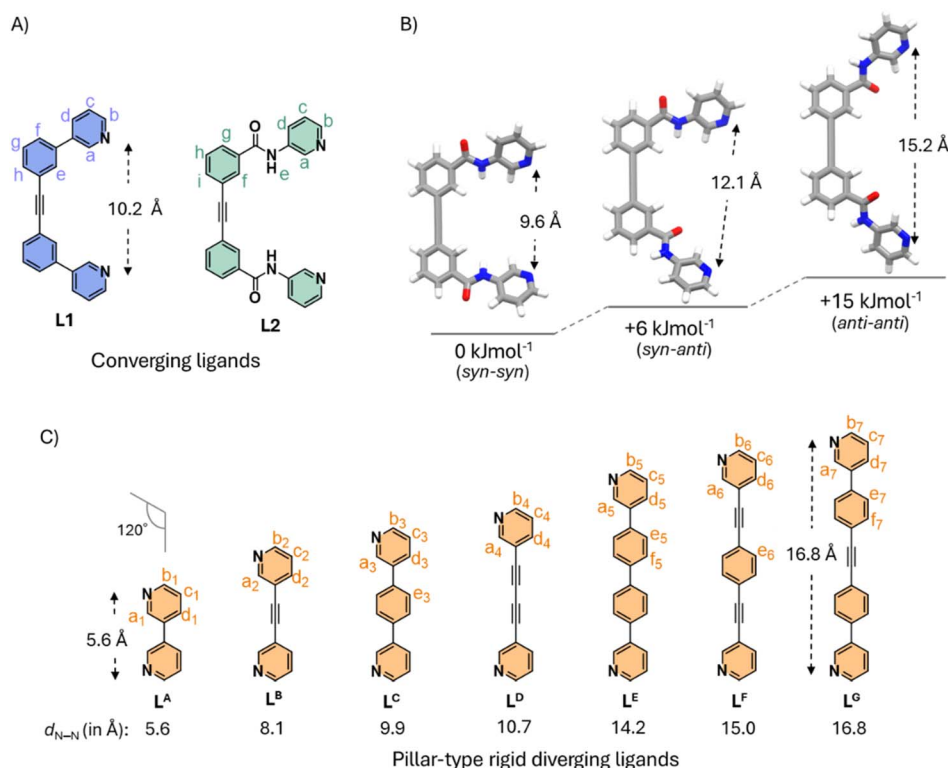 A)
d
c
b
N
a
f
g
e
h
10.2 Å
N
L1
O
g
h
i
f
N
H
e
d
c
b
N
a
H
N
O
N
L2
Converging ligands
B)
9.6 Å
12.1 Å
15.2 Å
0 kJmol-1
(syn-syn)
+6 kJmol-1
(syn-anti)
+15 kJmol-1
(anti-anti)
C)
120°
5.6 Å
N b1
c1
a1 d1
N
N b2
c2
a2 d2
N
N b3
c3
a3 d3
e3
N
N b4
c4
a4 d4
N
N b5
c5
a5 d5
e5
f5
N
N b6
c6
a6 d6
e6
N
16.8 Å
N b7
c7
a7 d7
e7
f7
N
LA LB LC LD LE LF LG
dN–N (in Å): 5.6 8.1 9.9 10.7 14.2 15.0 16.8
Pillar-type rigid diverging ligands